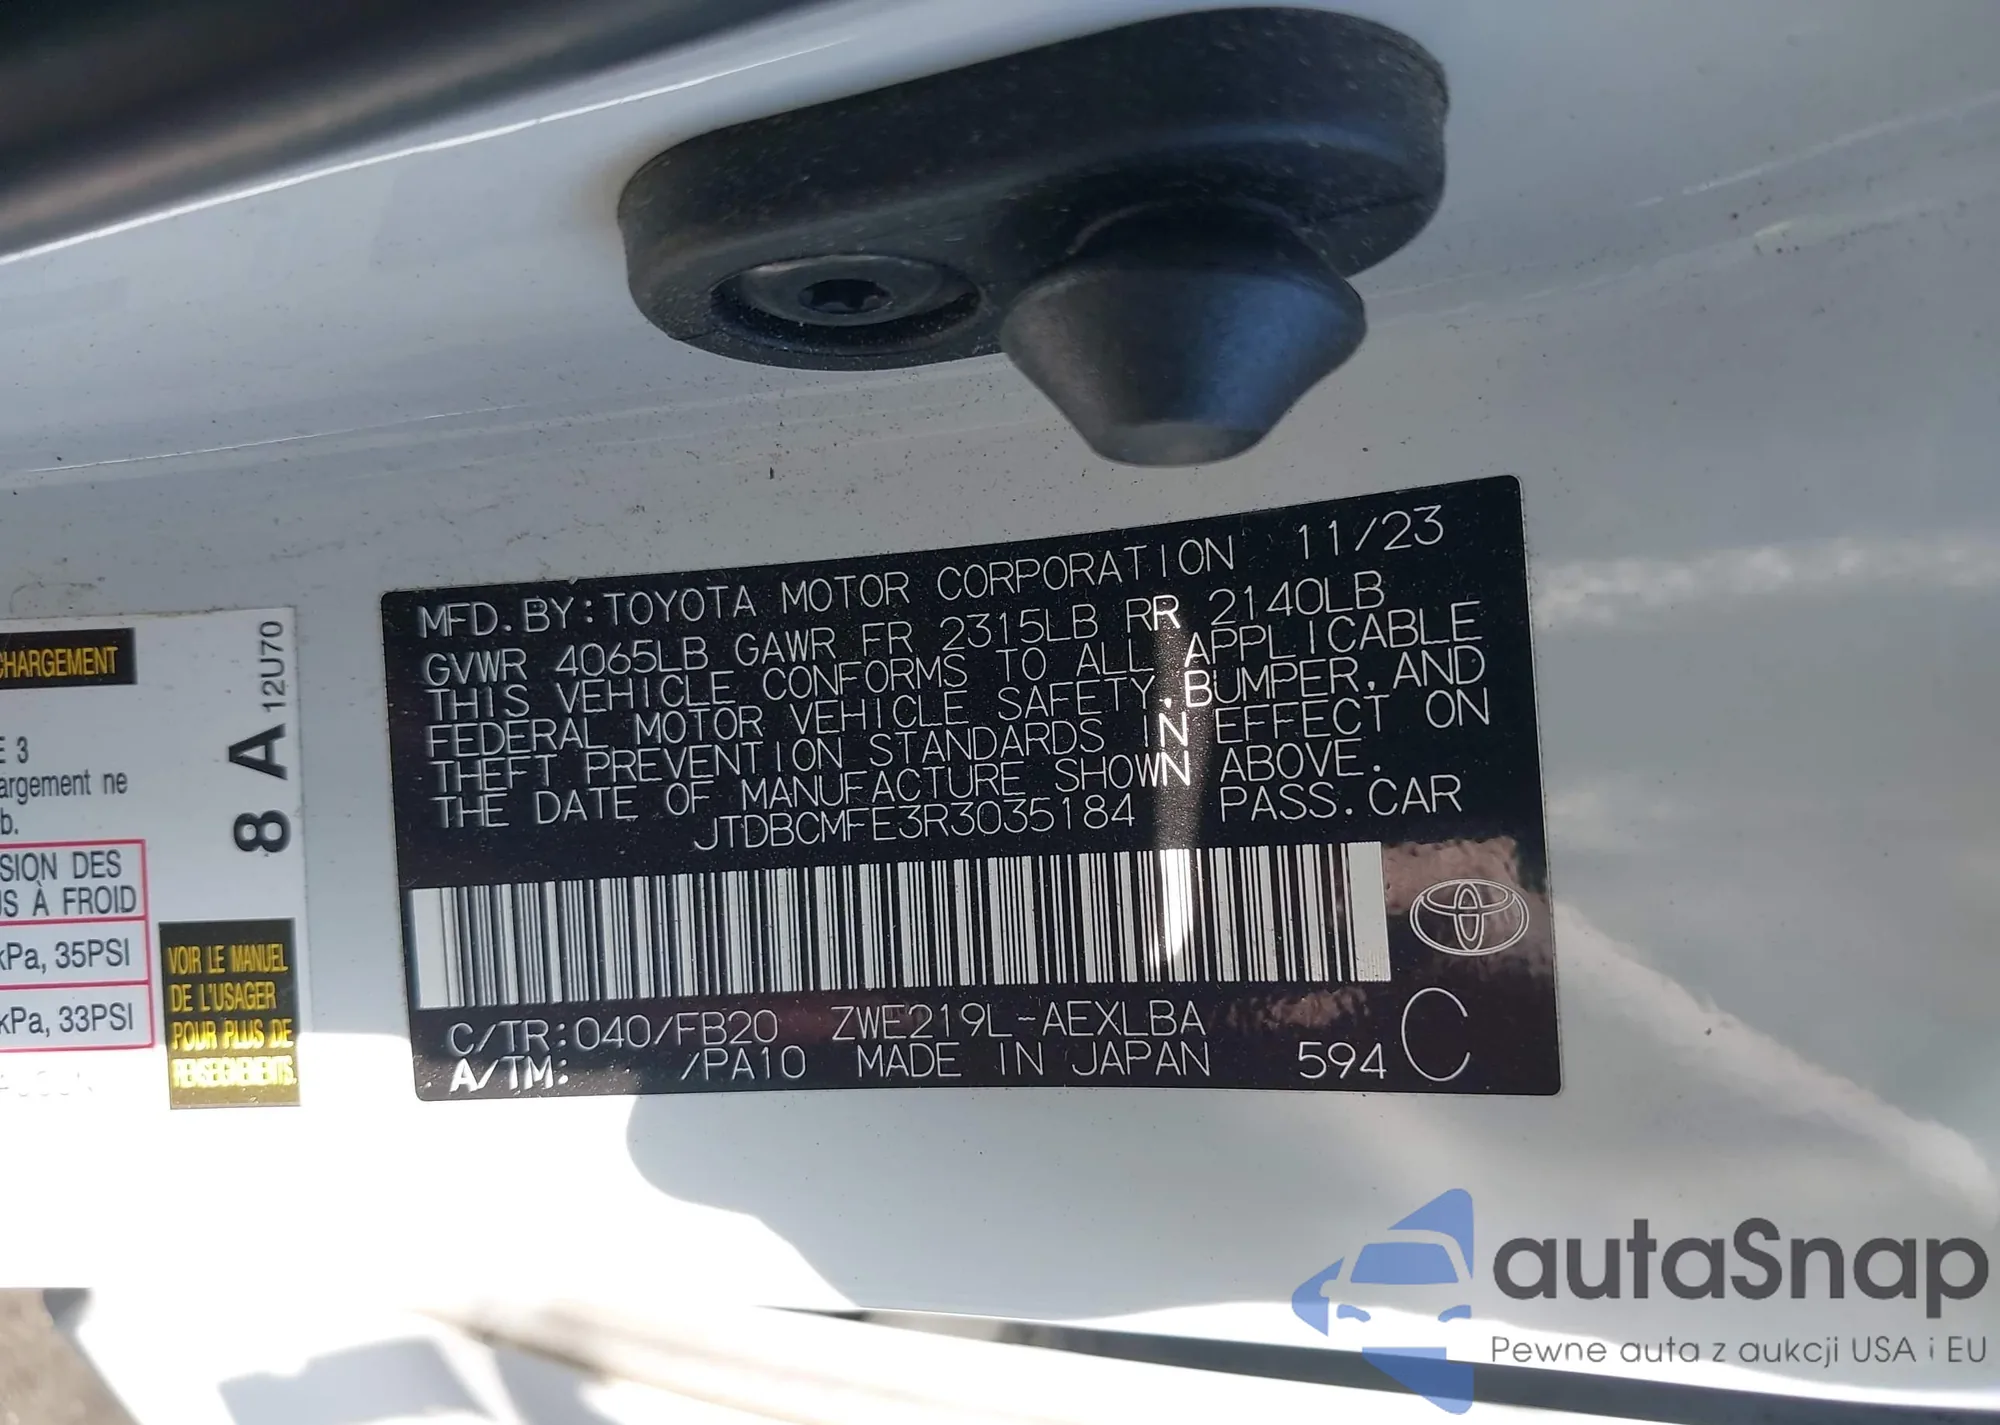 CHARGEMENT
E 3
argement ne
b.
SION DES
US À FROID
kPa, 35PSI
kPa, 33PSI
8 A 12U70
VOIR LE MANUEL
DE L'USAGER
POUR PLUS DE
RENSEIGNEMENTS.
MFD. BY: TOYOTA MOTOR CORPORATION 11/23
GVWR 4065LB GAWR FR 2315LB RR 2140LB
THIS VEHICLE CONFORMS TO ALL APPLICABLE
FEDERAL MOTOR VEHICLE SAFETY, BUMPER, AND
THEFT PREVENTION STANDARDS IN EFFECT ON
THE DATE OF MANUFACTURE SHOWN ABOVE.
JTDBCMFE3R3035184 PASS. CAR
C/TR: 040/FB20 ZWE219L-AEXLBA
A/TM: /PA10 MADE IN JAPAN 594 C
autaSnap
Pewne auta z aukcji USA i EU